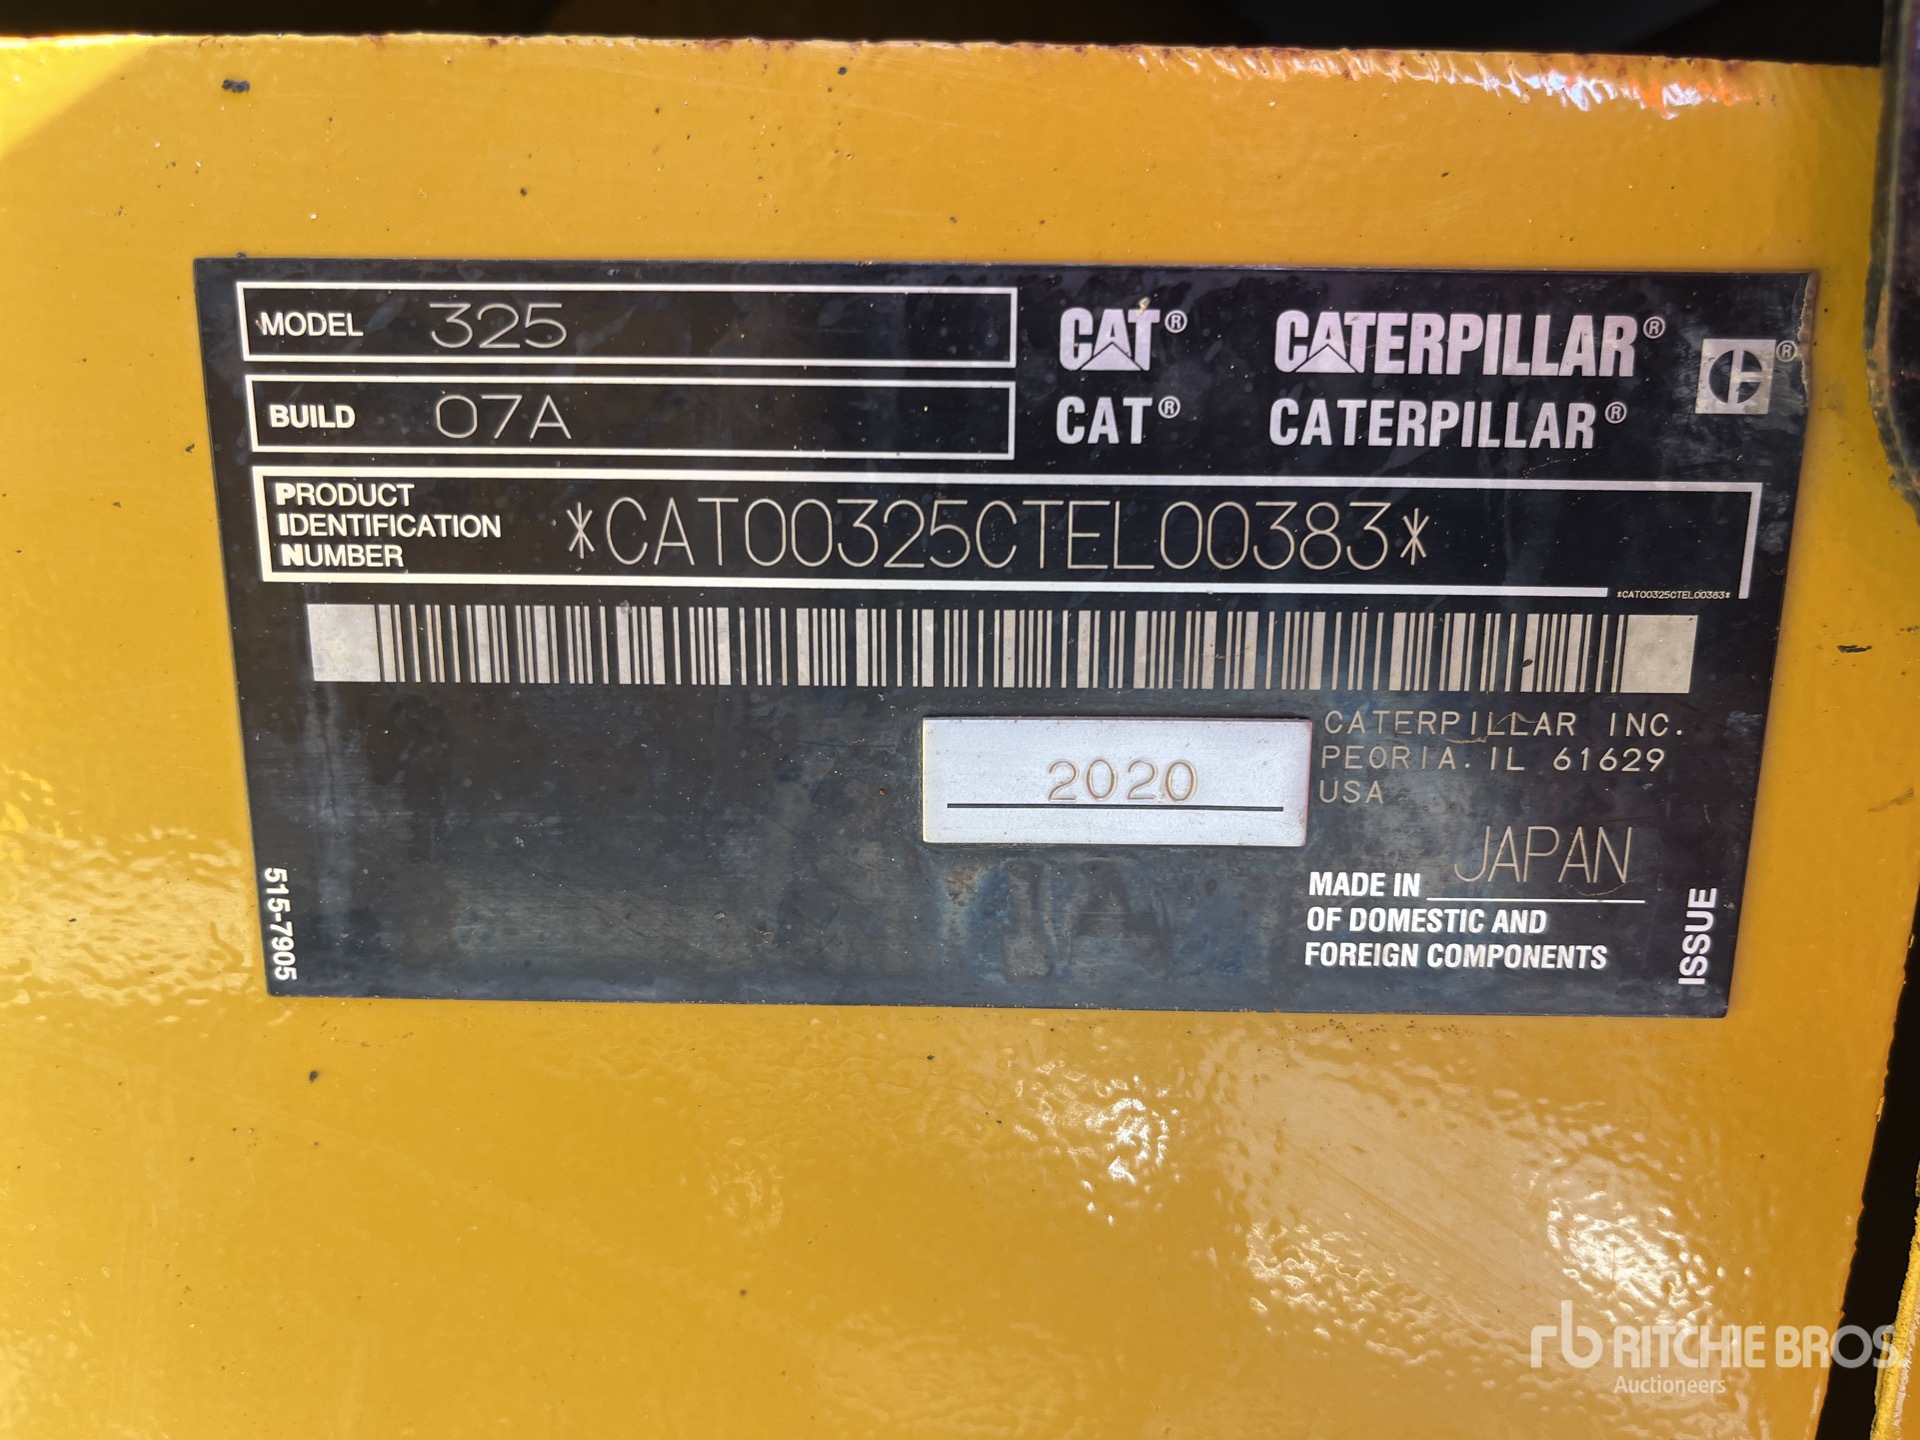 MODEL 325
BUILD 07A
CAT® CATERPILLAR® ®
CAT® CATERPILLAR®
PRODUCT
IDENTIFICATION
NUMBER
*CAT00325CTEL00383*
*CAT00325CTEL00383*
2020
CATERPILLAR INC.
PEORIA. IL 61629
USA
MADE IN JAPAN
OF DOMESTIC AND
FOREIGN COMPONENTS
515-7905
ISSUE
rb RITCHIE BROS.
Auctioneers